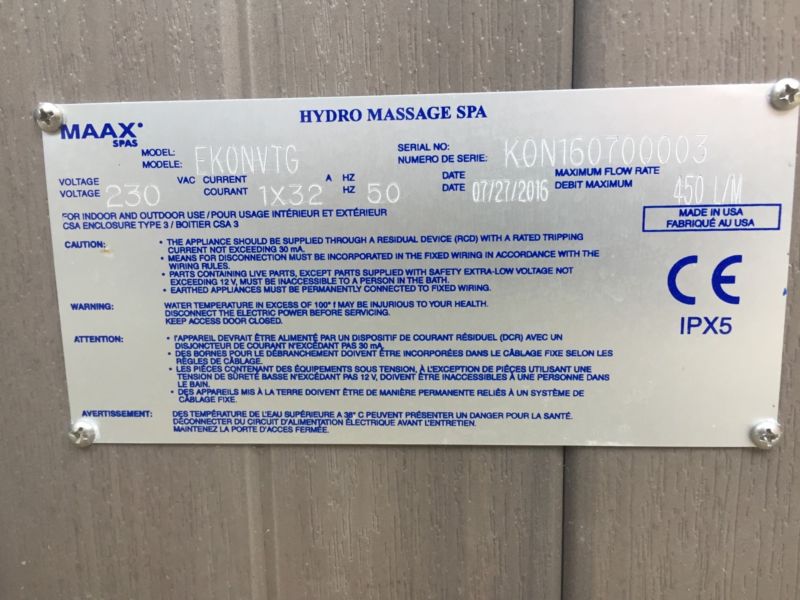 HYDRO MASSAGE SPA
MAAX
SPAS
MODEL: EKONVTG SERIAL NO: KON160700003
MODELE: NUMERO DE SERIE:
VOLTAGE 230 VAC CURRENT 1X32 A HZ 50 DATE 07/27/2016 MAXIMUM FLOW RATE 450 L/M
VOLTAGE COURANT HZ DATE DEBIT MAXIMUM
FOR INDOOR AND OUTDOOR USE / POUR USAGE INTÉRIEUR ET EXTÉRIEUR
CSA ENCLOSURE TYPE 3 / BOITIER CSA 3
MADE IN USA
FABRIQUÉ AU USA
CAUTION: • THE APPLIANCE SHOULD BE SUPPLIED THROUGH A RESIDUAL DEVICE (RCD) WITH A RATED TRIPPING
CURRENT NOT EXCEEDING 30 mA.
• MEANS FOR DISCONNECTION MUST BE INCORPORATED IN THE FIXED WIRING IN ACCORDANCE WITH THE
WIRING RULES.
• PARTS CONTAINING LIVE PARTS, EXCEPT PARTS SUPPLIED WITH SAFETY EXTRA-LOW VOLTAGE NOT
EXCEEDING 12 V, MUST BE INACCESSIBLE TO A PERSON IN THE BATH.
• EARTHED APPLIANCES MUST BE PERMANENTLY CONNECTED TO FIXED WIRING.
CE
IPX5
WARNING: WATER TEMPERATURE IN EXCESS OF 100° f MAY BE INJURIOUS TO YOUR HEALTH.
DISCONNECT THE ELECTRIC POWER BEFORE SERVICING.
KEEP ACCESS DOOR CLOSED.
ATTENTION: • l'APPAREIL DEVRAIT ÊTRE ALIMENTÉ PAR UN DISPOSITIF DE COURANT RÉSIDUEL (DCR) AVEC UN
DISJONCTEUR DE COURANT N'EXCÉDANT PAS 30 mA.
• DES BORNES POUR LE DÉBRANCHEMENT DOIVENT ÊTRE INCORPORÉES DANS LE CÂBLAGE FIXE SELON LES
RÈGLES DE CÂBLAGE.
• LES PIÈCES CONTENANT DES ÉQUIPEMENTS SOUS TENSION, À L'EXCEPTION DE PIÈCES UTILISANT UNE
TENSION DE SÛRETÉ BASSE N'EXCÉDANT PAS 12 V, DOIVENT ÊTRE INACCESSIBLES À UNE PERSONNE DANS
LE BAIN.
• DES APPAREILS MIS À LA TERRE DOIVENT ÊTRE DE MANIÈRE PERMANENTE RELIÉS À UN SYSTÈME DE
CÂBLAGE FIXE.
AVERTISSEMENT: DES TEMPÉRATURE DE L'EAU SUPÉRIEURE A 38° C PEUVENT PRÉSENTER UN DANGER POUR LA SANTÉ.
DÉCONNECTER DU CIRCUIT D'ALIMENTATION ÉLECTRIQUE AVANT L'ENTRETIEN.
MAINTENEZ LA PORTE D'ACCES FERMÉE.